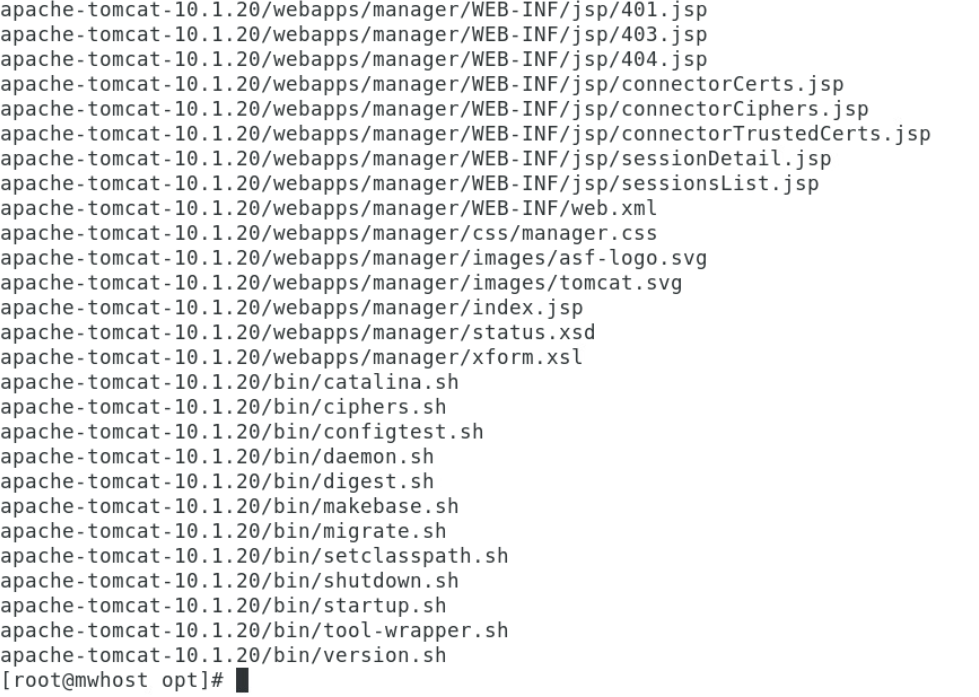 apache-tomcat-10.1.20/webapps/manager/WEB-INF/jsp/401.jsp
apache-tomcat-10.1.20/webapps/manager/WEB-INF/jsp/403.jsp
apache-tomcat-10.1.20/webapps/manager/WEB-INF/jsp/404.jsp
apache-tomcat-10.1.20/webapps/manager/WEB-INF/jsp/connectorCerts.jsp
apache-tomcat-10.1.20/webapps/manager/WEB-INF/jsp/connectorCiphers.jsp
apache-tomcat-10.1.20/webapps/manager/WEB-INF/jsp/connectorTrustedCerts.jsp
apache-tomcat-10.1.20/webapps/manager/WEB-INF/jsp/sessionDetail.jsp
apache-tomcat-10.1.20/webapps/manager/WEB-INF/jsp/sessionsList.jsp
apache-tomcat-10.1.20/webapps/manager/WEB-INF/web.xml
apache-tomcat-10.1.20/webapps/manager/css/manager.css
apache-tomcat-10.1.20/webapps/manager/images/asf-logo.svg
apache-tomcat-10.1.20/webapps/manager/images/tomcat.svg
apache-tomcat-10.1.20/webapps/manager/index.jsp
apache-tomcat-10.1.20/webapps/manager/status.xsd
apache-tomcat-10.1.20/webapps/manager/xform.xsl
apache-tomcat-10.1.20/bin/catalina.sh
apache-tomcat-10.1.20/bin/ciphers.sh
apache-tomcat-10.1.20/bin/configtest.sh
apache-tomcat-10.1.20/bin/daemon.sh
apache-tomcat-10.1.20/bin/digest.sh
apache-tomcat-10.1.20/bin/makebase.sh
apache-tomcat-10.1.20/bin/migrate.sh
apache-tomcat-10.1.20/bin/setclasspath.sh
apache-tomcat-10.1.20/bin/shutdown.sh
apache-tomcat-10.1.20/bin/startup.sh
apache-tomcat-10.1.20/bin/tool-wrapper.sh
apache-tomcat-10.1.20/bin/version.sh
[root@mwhost opt]#